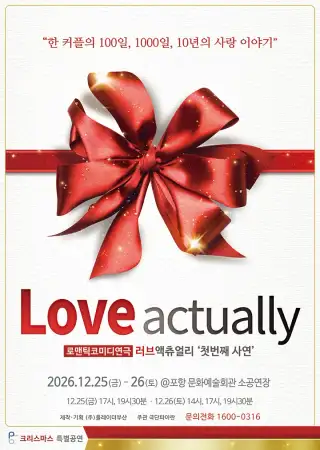 “한 커플의 100일, 1000일, 10년의 사랑 이야기”
Love actually
로맨틱코미디연극 러브액츄얼리 ‘첫번째 사연’
2026.12.25(금) - 26(토) @포항 문화예술회관 소공연장
12.25(금) 17시, 19시30분 · 12.26(토) 14시, 17시, 19시30분
제작·기획 (주)플레이더부산 주관 극단파아란 문의전화 1600-0316
크리스마스 특별공연